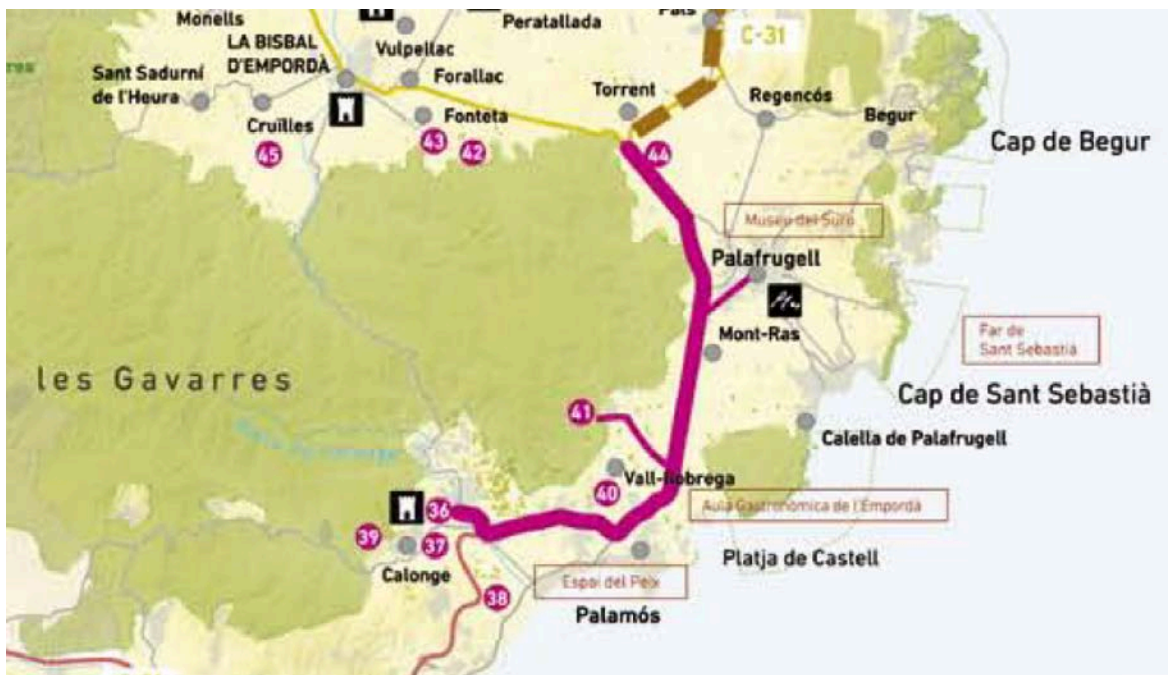 Monells
Peratallada
C-31
Vulpellac
LA BISBAL
D'EMPORDÀ
Forallac
Sant Sadurní
de l'Heura
Cruïlles
Fonteta
Torrent
Regencós
Begur
Cap de Begur
45
43
42
44
Museu del Suro
Palafrugell
Mont-Ras
Far de
Sant Sebastià
Cap de Sant Sebastià
les Gavarres
41
Calella de Palafrugell
Vall-llobrega
40
Aula Gastronòmica de l'Empordà
36
39
37
Calonge
Platja de Castell
Espai del Peix
38
Palamós